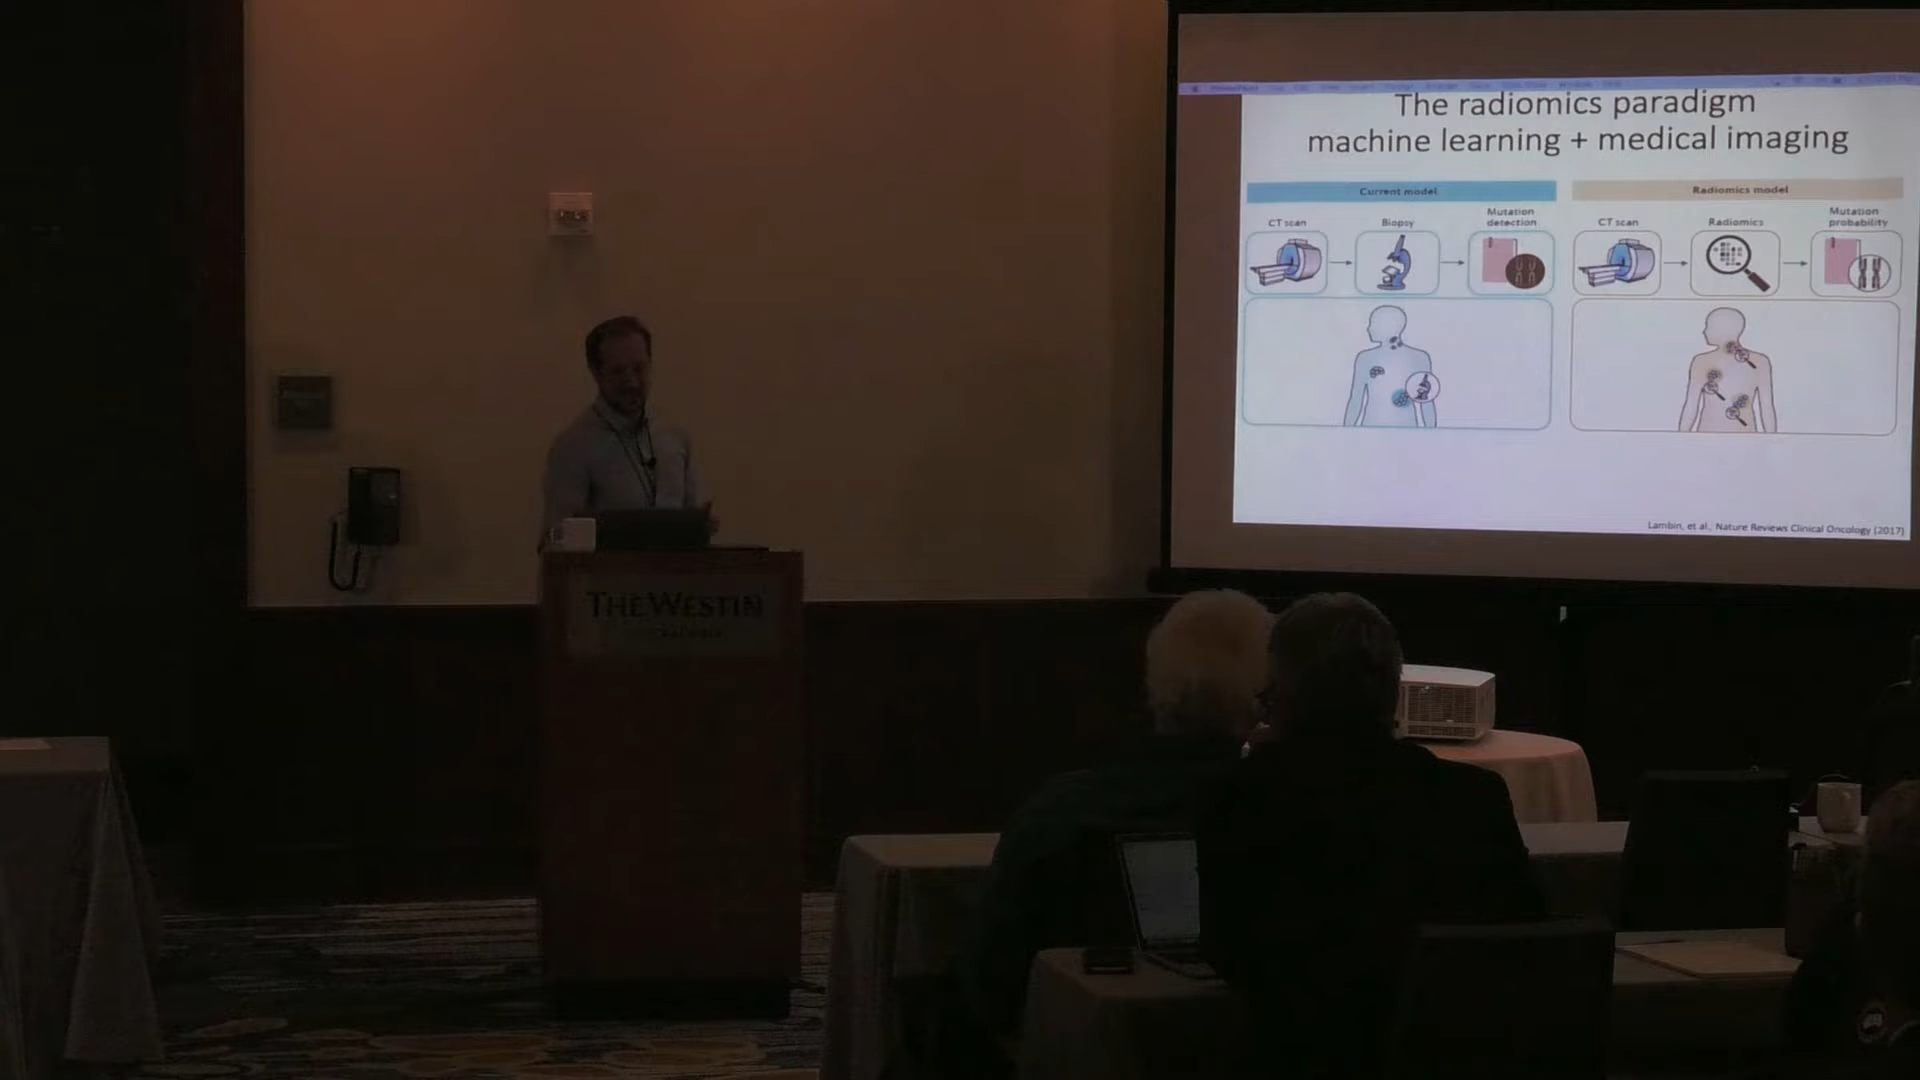 The radiomics paradigm
machine learning + medical imaging
Current model
Radiomics model
CT scan
Biopsy
Mutation
detection
CT scan
Radiomics
Mutation
probability
Lambin, et al., Nature Reviews Clinical Oncology (2017)
THE WESTIN